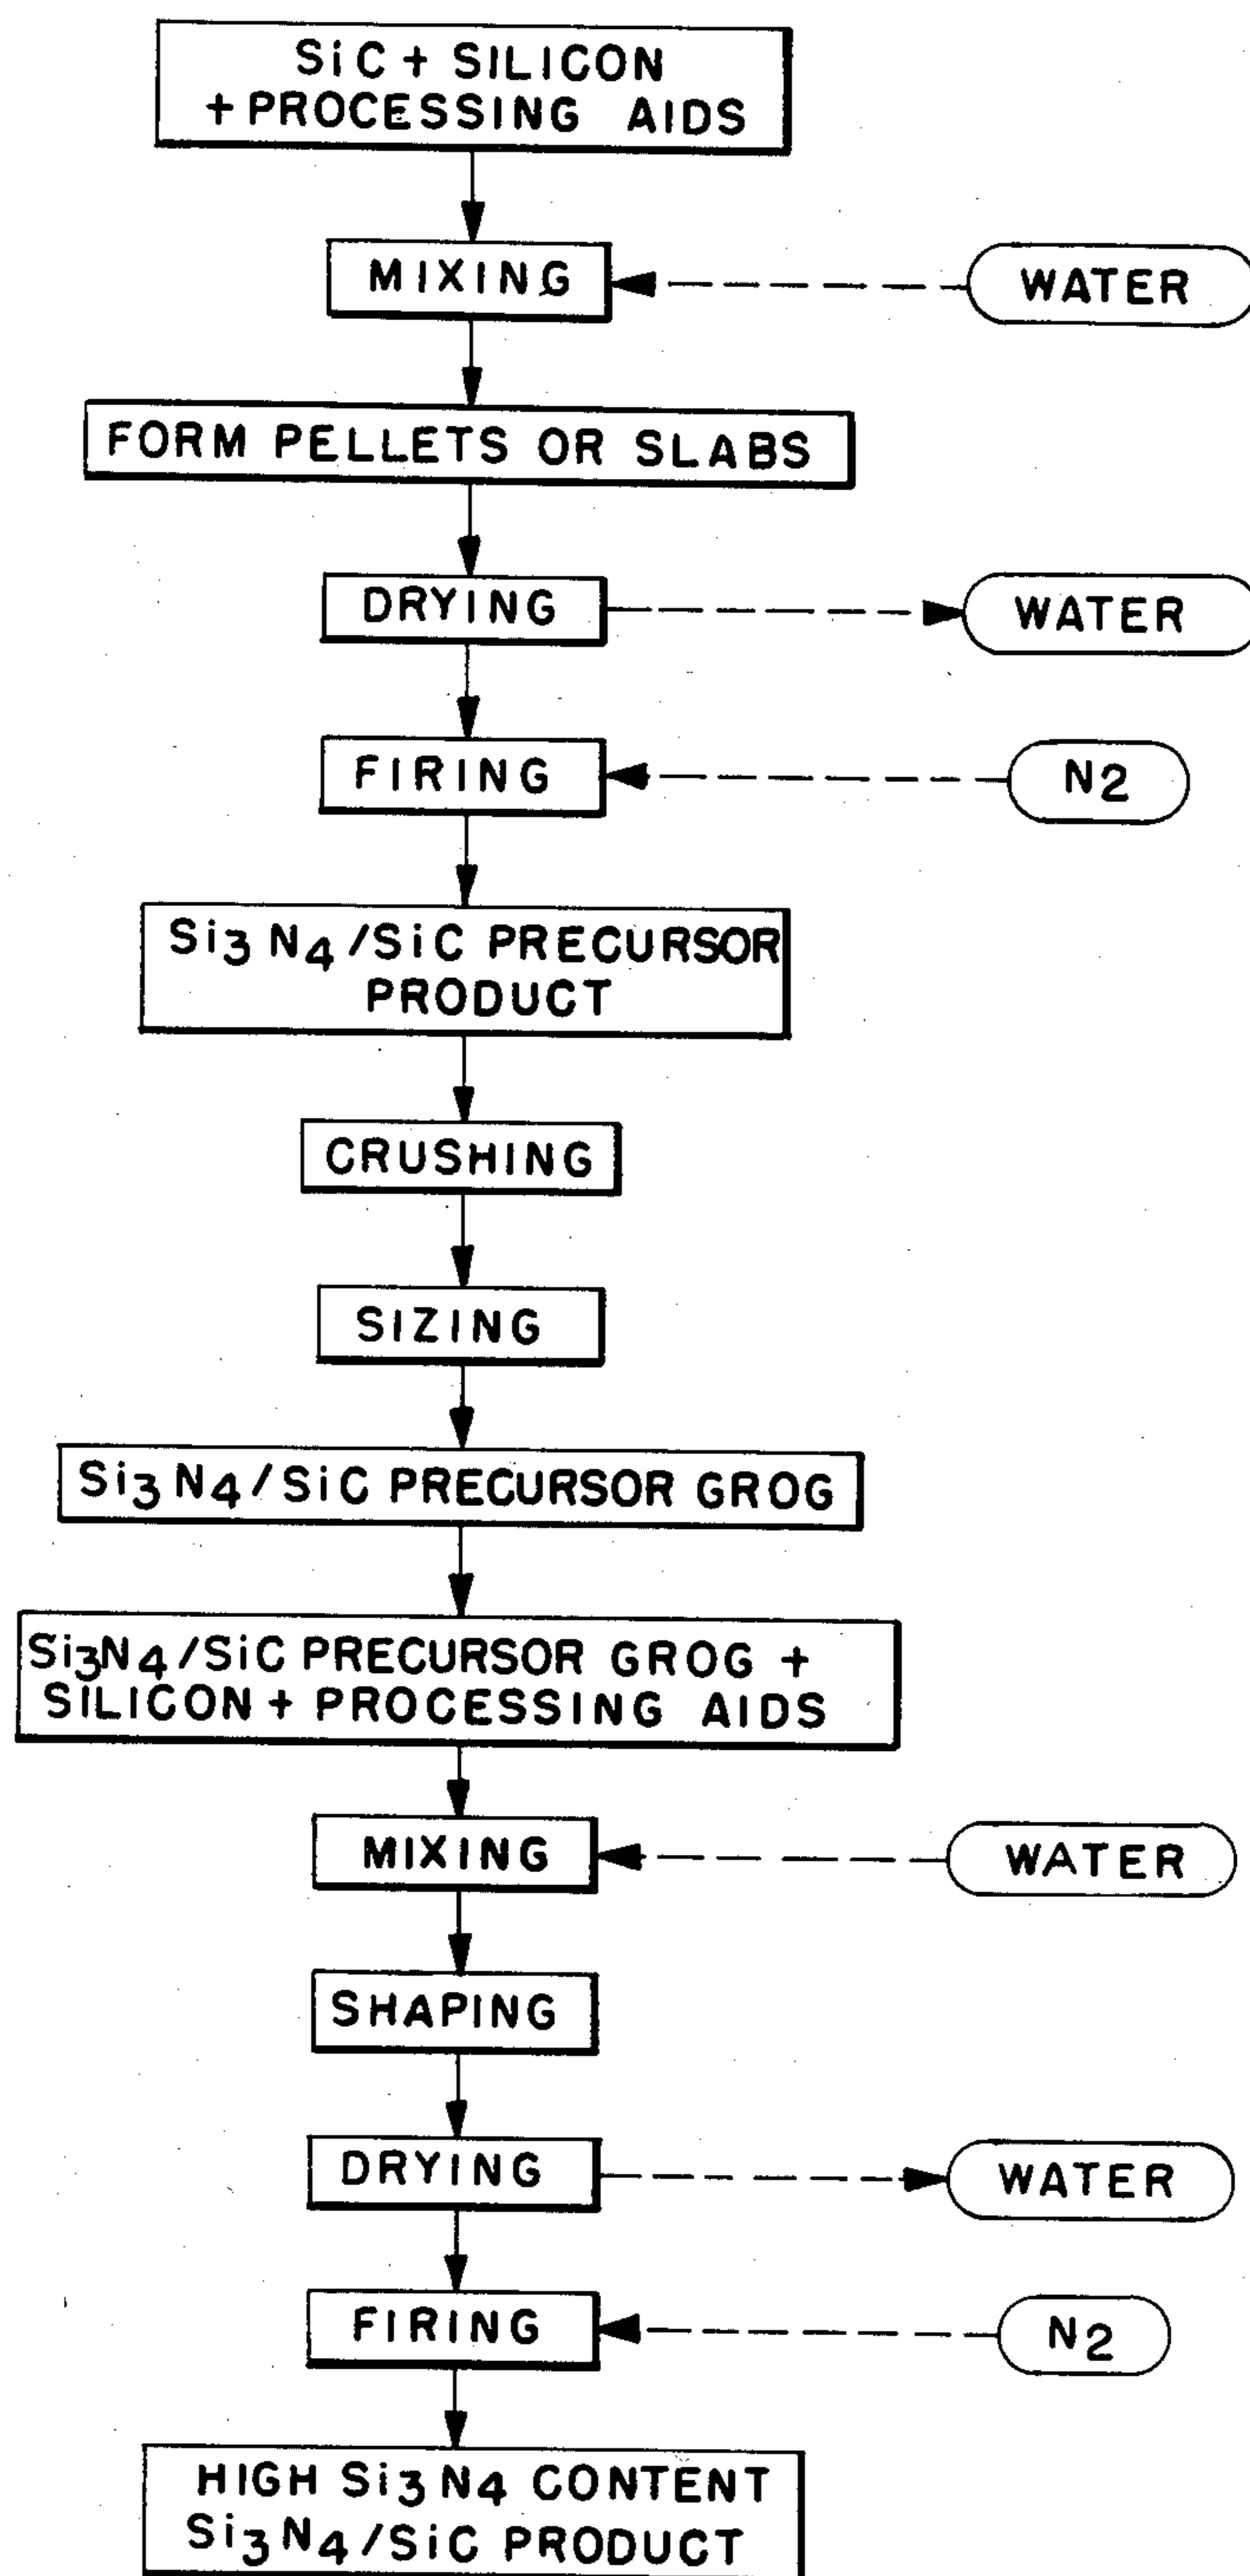 SiC + SILICON
+ PROCESSING AIDS
MIXING
WATER
FORM PELLETS OR SLABS
DRYING
WATER
FIRING
N2
Si3N4/SiC PRECURSOR
PRODUCT
CRUSHING
SIZING
Si3N4/SiC PRECURSOR GROG
Si3N4/SiC PRECURSOR GROG +
SILICON + PROCESSING AIDS
MIXING
WATER
SHAPING
DRYING
WATER
FIRING
N2
HIGH Si3N4 CONTENT
Si3N4/SiC PRODUCT